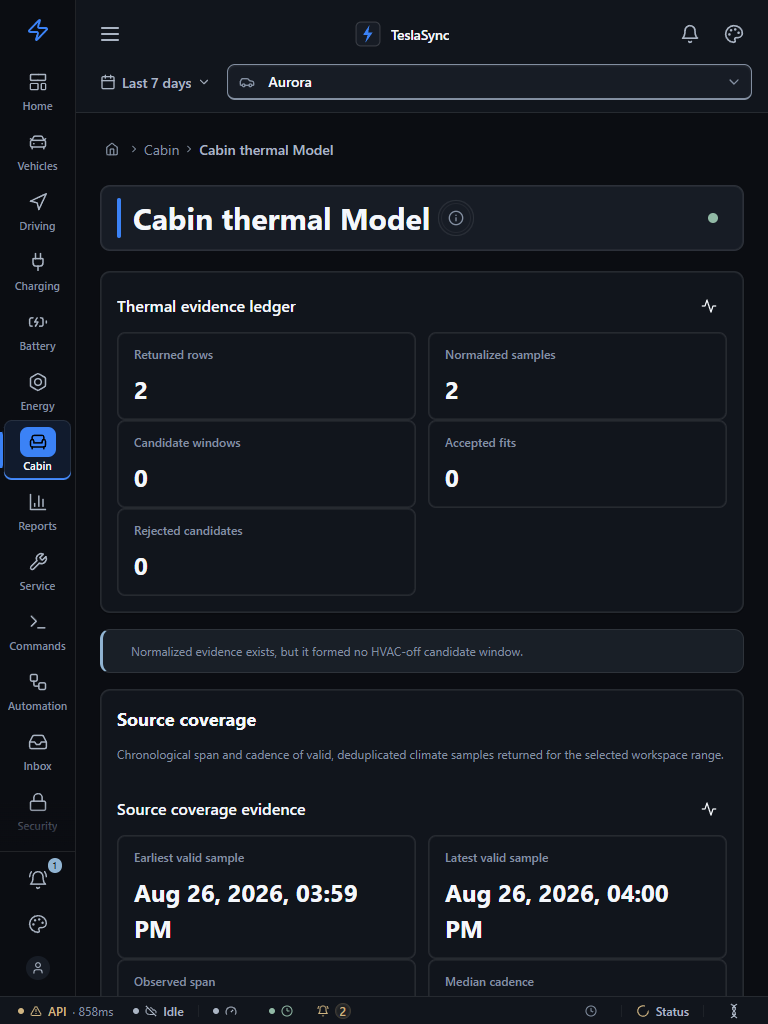 TeslaSync
Last 7 days
Aurora
Home
Vehicles
Driving
Charging
Battery
Energy
Cabin
Reports
Service
Commands
Automation
Inbox
Security
1
Cabin
Cabin thermal Model
Cabin thermal Model
Thermal evidence ledger
Returned rows
2
Normalized samples
2
Candidate windows
0
Accepted fits
0
Rejected candidates
0
Normalized evidence exists, but it formed no HVAC-off candidate window.
Source coverage
Chronological span and cadence of valid, deduplicated climate samples returned for the selected workspace range.
Source coverage evidence
Earliest valid sample
Aug 26, 2026, 03:59
PM
Latest valid sample
Aug 26, 2026, 04:00
PM
Observed span
Median cadence
API · 858ms
Idle
2
Status